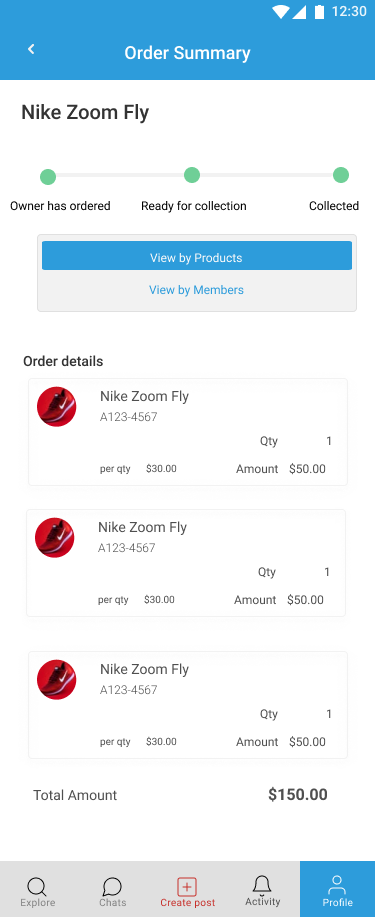 12:30
Order Summary
Nike Zoom Fly
Owner has ordered Ready for collection Collected
View by Products
View by Members
Order details
Nike Zoom Fly
A123-4567
Qty 1
per qty $30.00 Amount $50.00
Nike Zoom Fly
A123-4567
Qty 1
per qty $30.00 Amount $50.00
Nike Zoom Fly
A123-4567
Qty 1
per qty $30.00 Amount $50.00
Total Amount $150.00
Explore Chats Create post Activity Profile